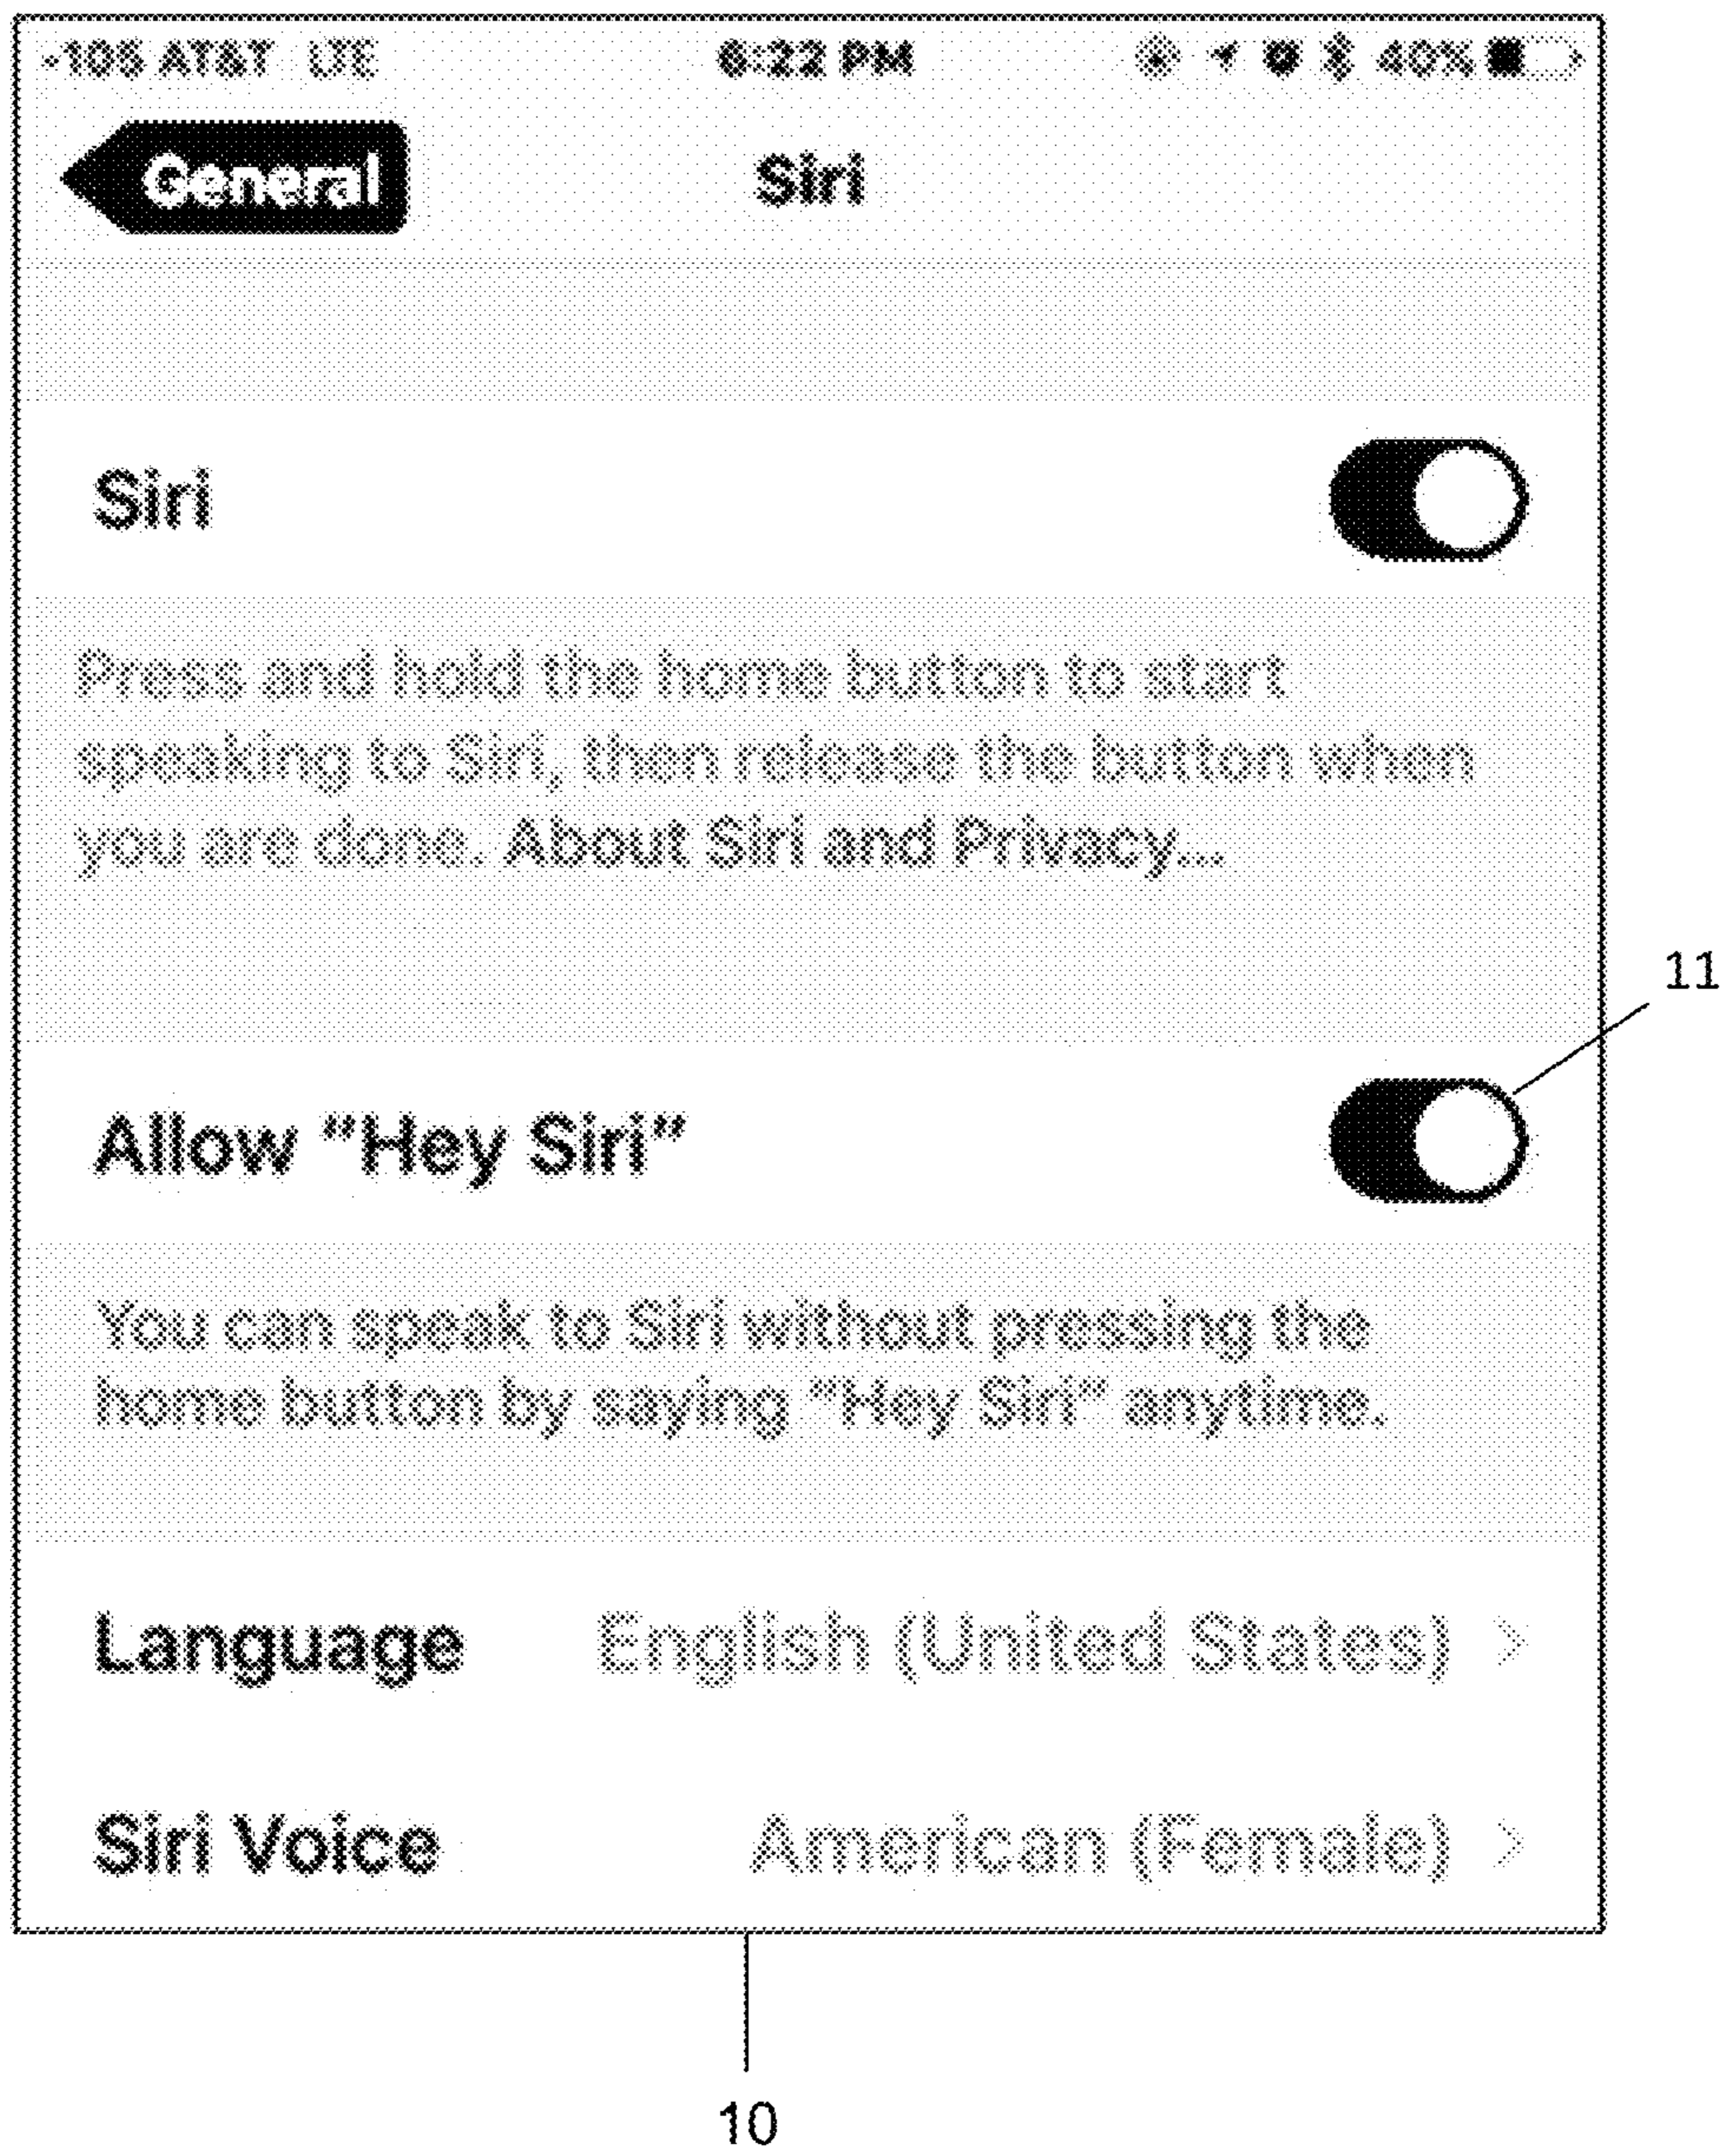 -105 AT&T LTE 6:22 PM 40%
General Siri
Siri
Press and hold the home button to start
speaking to Siri, then release the button when
you are done. About Siri and Privacy...
11
Allow "Hey Siri"
You can speak to Siri without pressing the
home button by saying "Hey Siri" anytime.
Language English (United States) >
Siri Voice American (Female) >
10